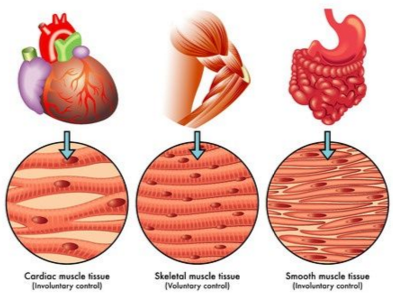 Cardiac muscle tissue
(Involuntary control)
Skeletal muscle tissue
(Voluntary control)
Smooth muscle tissue
(Involuntary control)